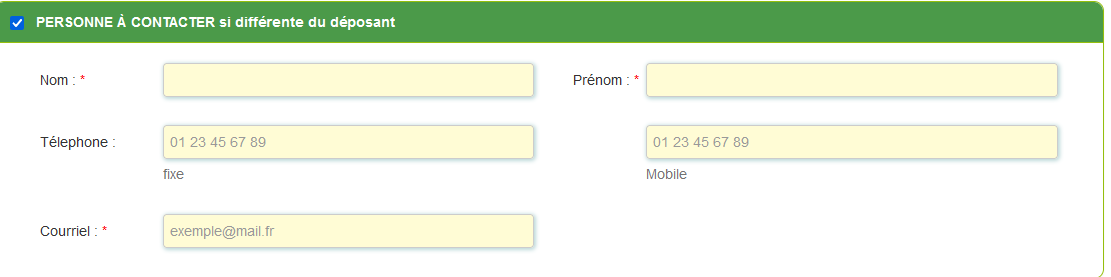 PERSONNE À CONTACTER si différente du déposant
Nom : * Prénom : *
Télephone : 01 23 45 67 89 01 23 45 67 89
fixe Mobile
Courriel : * exemple@mail.fr